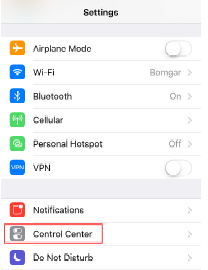 Settings
Airplane Mode
Wi-Fi Bomgar
Bluetooth On
Cellular
Personal Hotspot Off
VPN VPN
Notifications
Control Center
Do Not Disturb